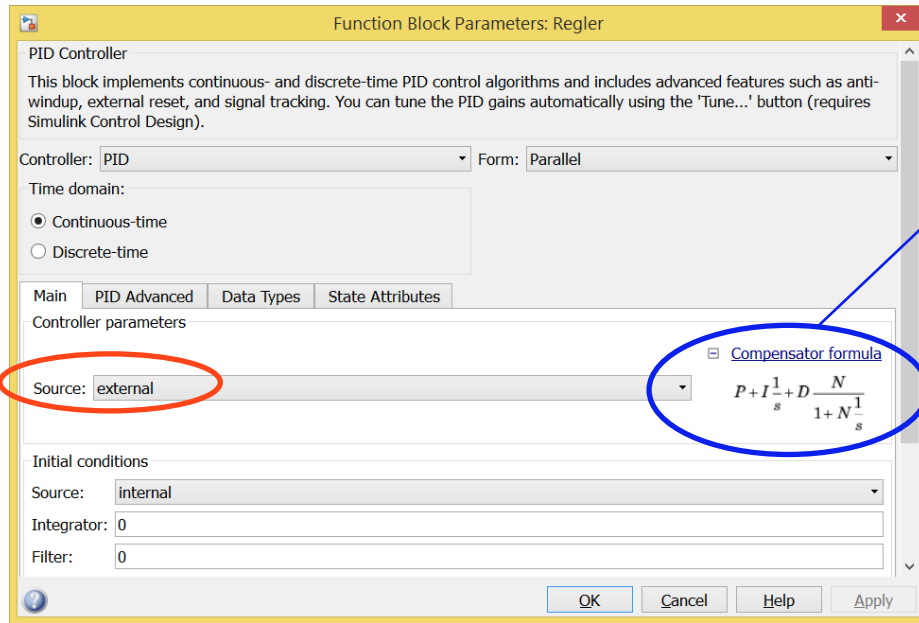 Function Block Parameters: Regler
PID Controller
This block implements continuous- and discrete-time PID control algorithms and includes advanced features such as anti-
windup, external reset, and signal tracking. You can tune the PID gains automatically using the 'Tune...' button (requires
Simulink Control Design).
Controller: PID Form: Parallel
Time domain:
Continuous-time
Discrete-time
Main PID Advanced Data Types State Attributes
Controller parameters
Compensator formula
Source: external
P+I\frac{1}{s}+D\frac{N}{1+N\frac{1}{s}}
Initial conditions
Source: internal
Integrator: 0
Filter: 0
OK Cancel Help Apply